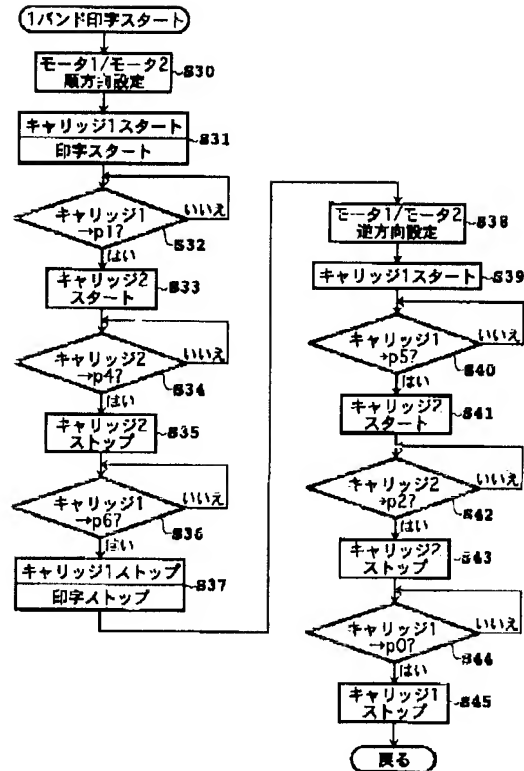 1バンド印字スタート
モータ1/モータ2
順方向設定
S30
キャリッジ1スタート
印字スタート
S31
キャリッジ1
→p1?
いいえ
S32
はい
キャリッジ2
スタート
S33
キャリッジ2
→p4?
いいえ
S34
はい
キャリッジ2
ストップ
S35
キャリッジ1
→p6?
いいえ
S36
はい
キャリッジ1ストップ
印字ストップ
S37
モータ1/モータ2
逆方向設定
S38
キャリッジ1スタート
S39
キャリッジ1
→p5?
いいえ
S40
はい
キャリッジ2
スタート
S41
キャリッジ2
→p2?
いいえ
S42
はい
キャリッジ2
ストップ
S43
キャリッジ1
→p0?
いいえ
S44
はい
キャリッジ1
ストップ
S45
戻る